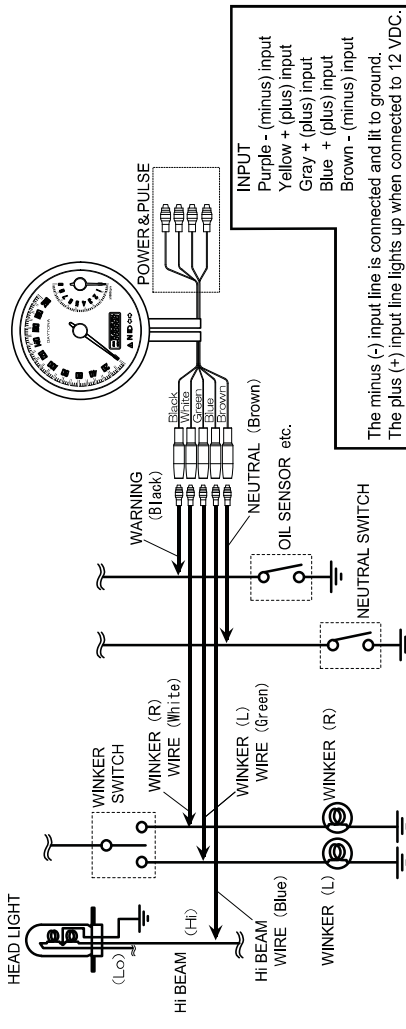 HEAD LIGHT
(Lo)
Hi BEAM
(Hi)
Hi BEAM
WIRE (Blue)
WINKER
SWITCH
WINKER (R)
WIRE (White)
WINKER (L)
WIRE (Green)
WINKER (L)
WINKER (R)
WARNING
(Black)
NEUTRAL (Brown)
OIL SENSOR etc.
NEUTRAL SWITCH
Black
White
Green
Blue
Brown
POWER&PULSE
DAYTONA
INPUT
Purple - (minus) input
Yellow + (plus) input
Gray + (plus) input
Blue + (plus) input
Brown - (minus) input
The minus (-) input line is connected and lit to ground.
The plus (+) input line lights up when connected to 12 VDC.